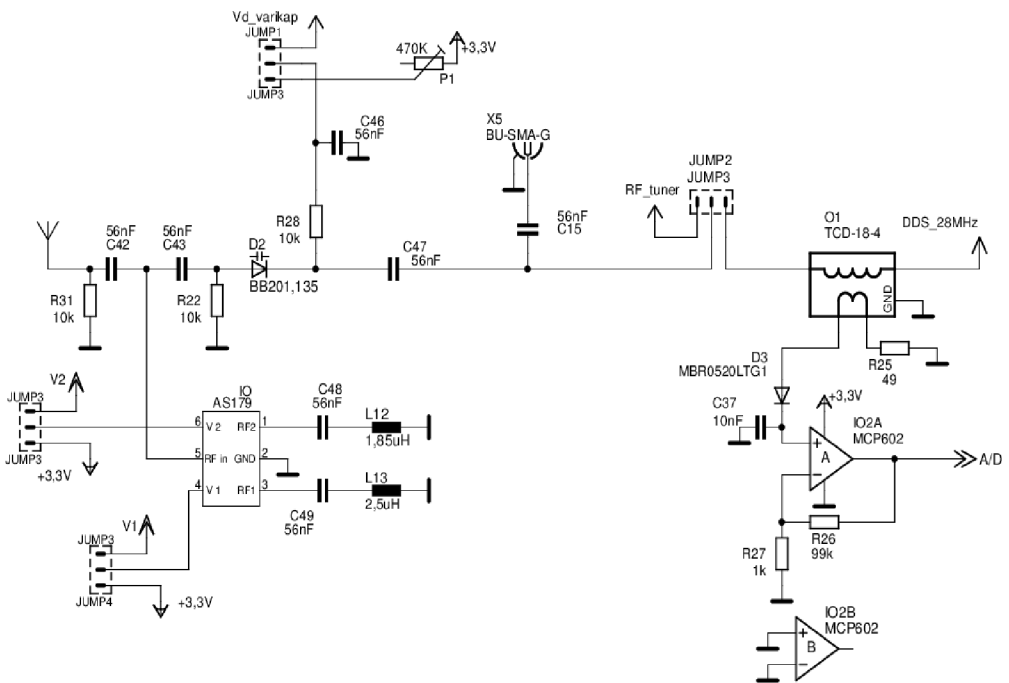 Vd_varikap
JUMP1
JUMP3
470K
+3,3V
P1
C46
56nF
X5
BU-SMA-G
JUMP2
JUMP3
RF_tuner
56nF
C15
O1
TCD-18-4
DDS_28MHz
GND
R28
10k
56nF
C42
56nF
C43
D2
BB201,135
C47
56nF
R31
10k
R22
10k
R25
49
D3
MBR0520LTG1
V2
JUMP3
JUMP3
+3,3V
IO
AS179
6
V2
RF2
1
5
RF in
GND
2
4
V1
RF1
3
C48
56nF
L12
1,85uH
L13
2,5uH
C49
56nF
C37
10nF
+3,3V
IO2A
MCP602
+
A
−
A/D
R26
99k
R27
1k
V1
JUMP3
JUMP4
+3,3V
IO2B
MCP602
+
B
−